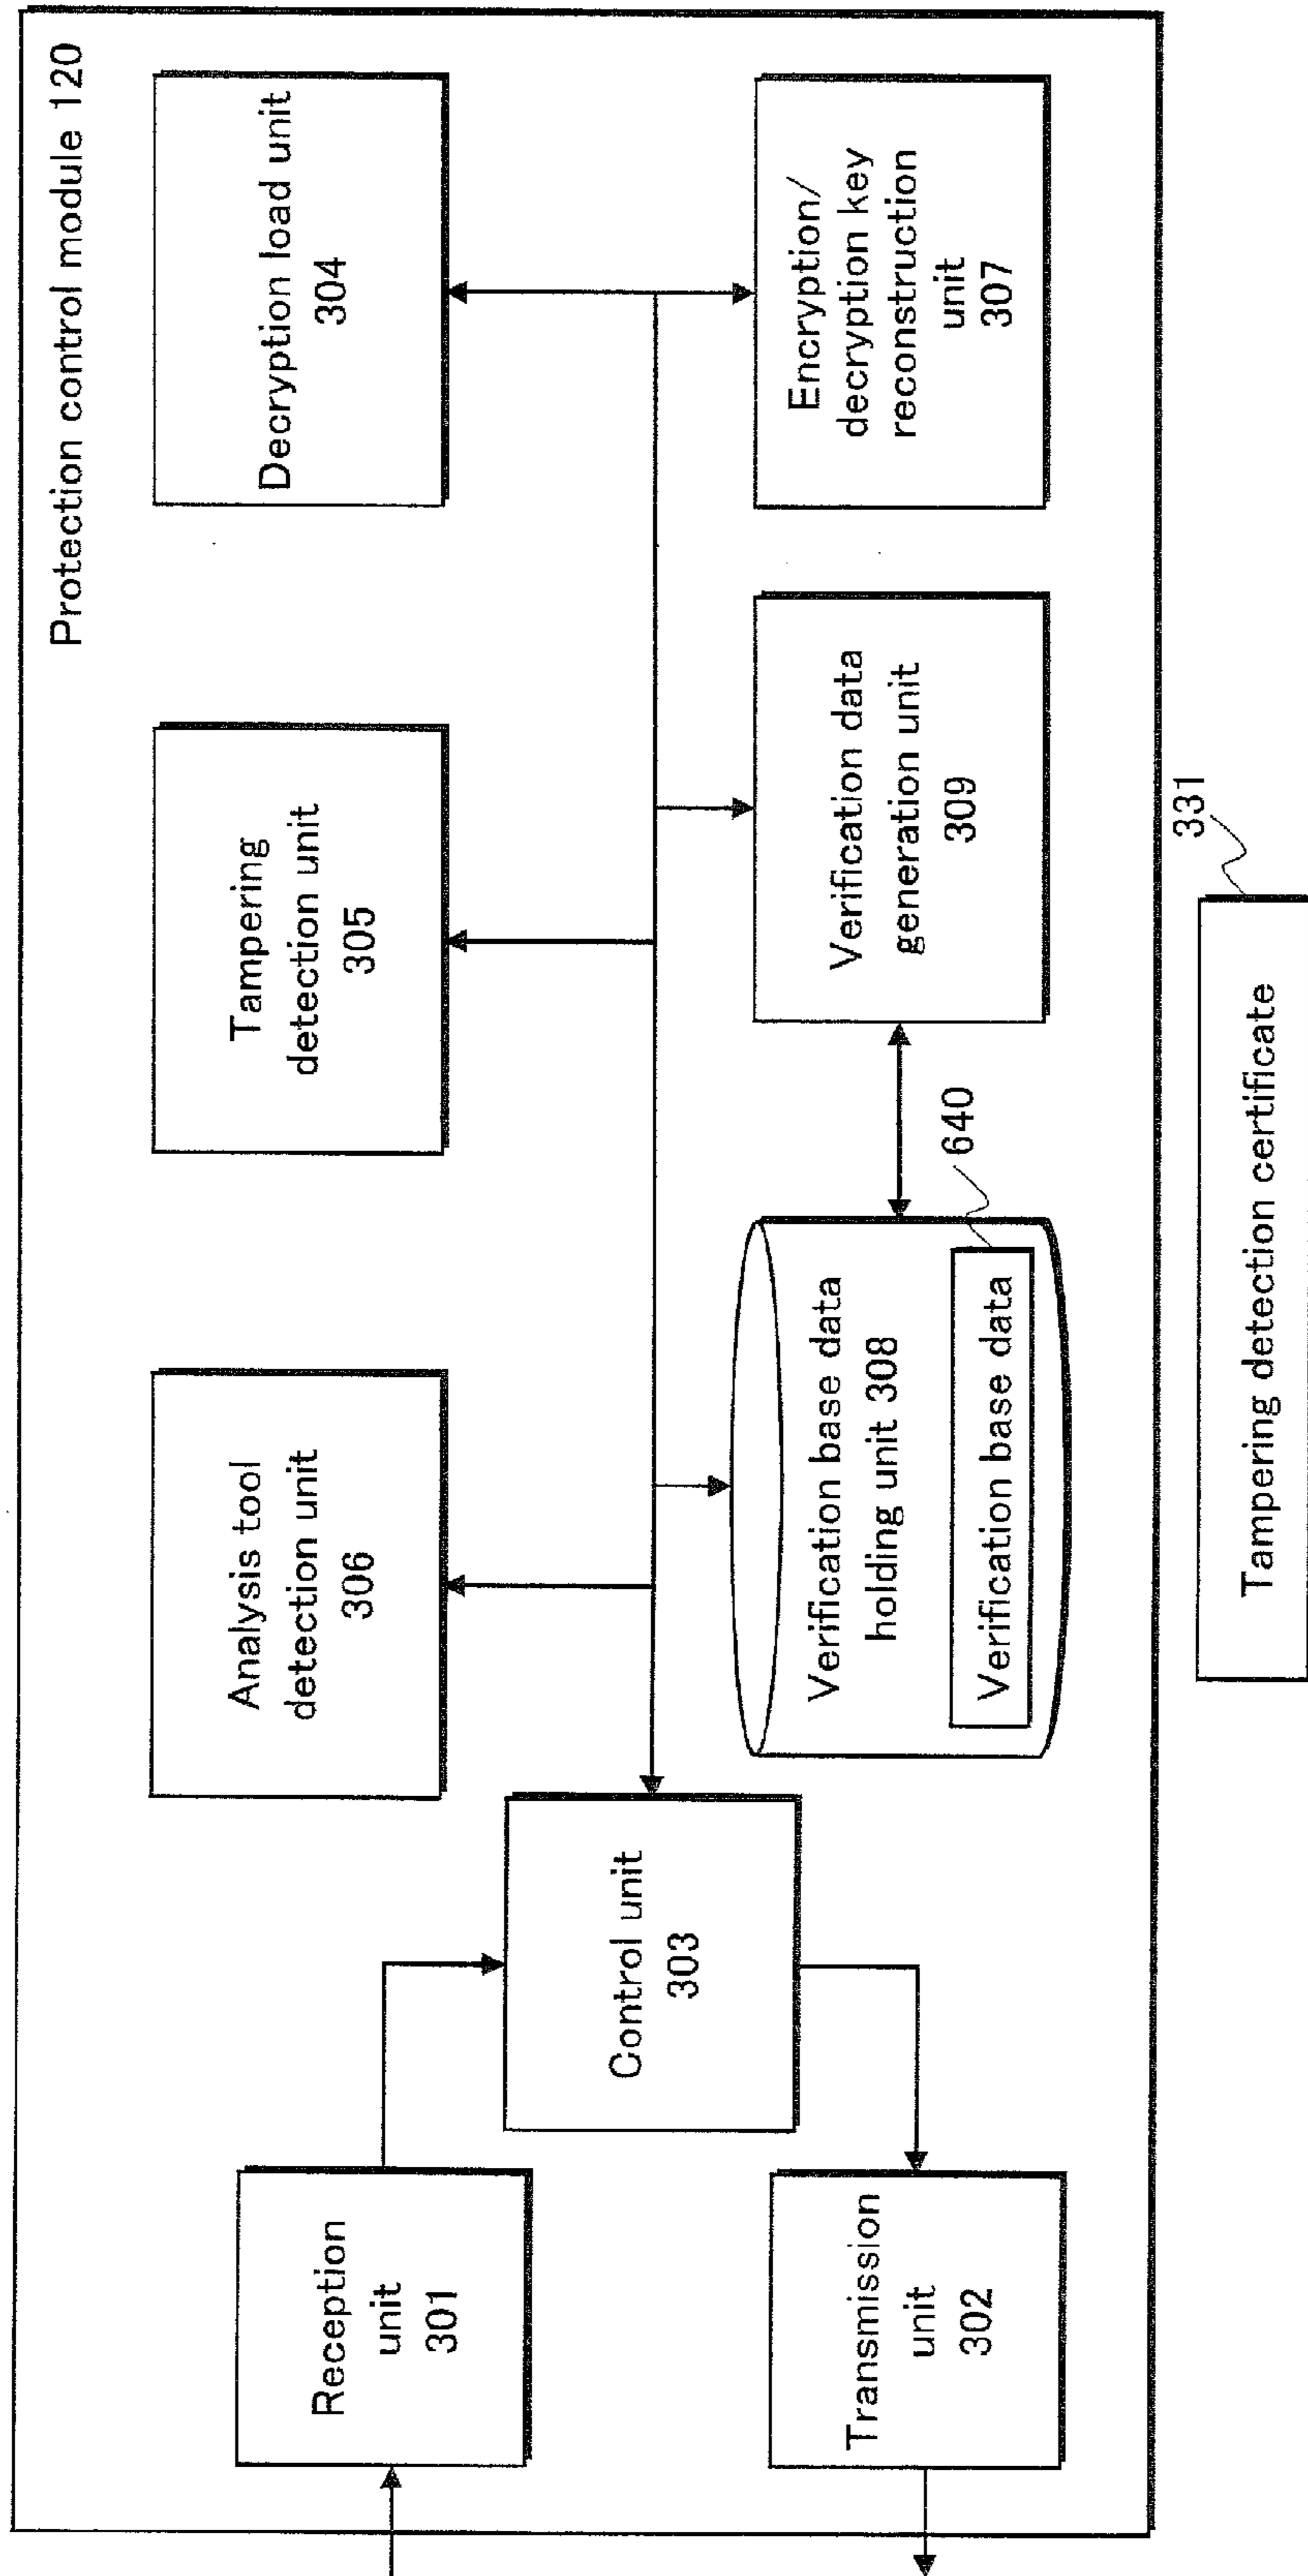 Protection control module 120
Reception
unit
301
Transmission
unit
302
Control unit
303
Analysis tool
detection unit
306
Tampering
detection unit
305
Decryption load unit
304
Verification base data
holding unit 308
Verification base data
640
Verification data
generation unit
309
Encryption/
decryption key
reconstruction
unit
307
Tampering detection certificate
331